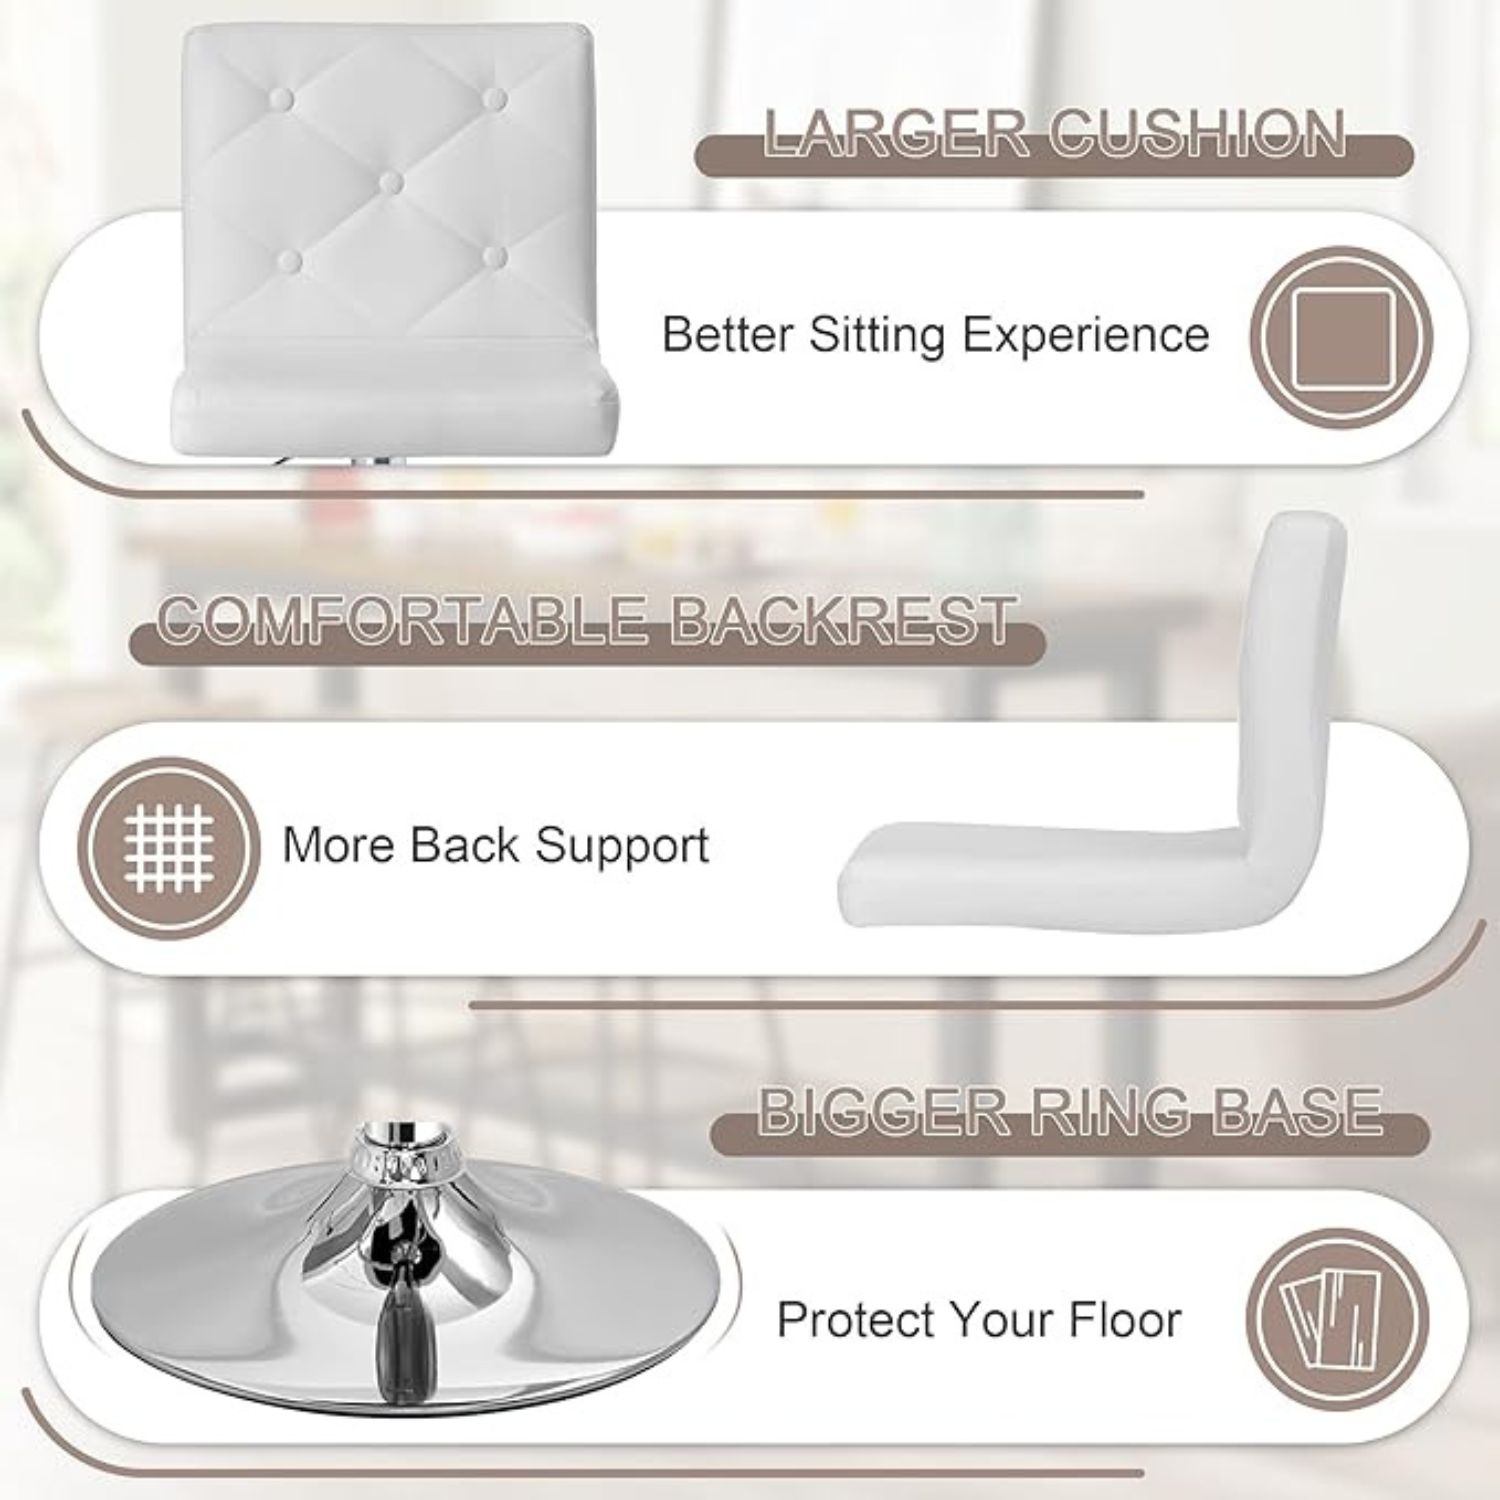 LARGER CUSHION
Better Sitting Experience
COMFORTABLE BACKREST
More Back Support
BIGGER RING BASE
Protect Your Floor